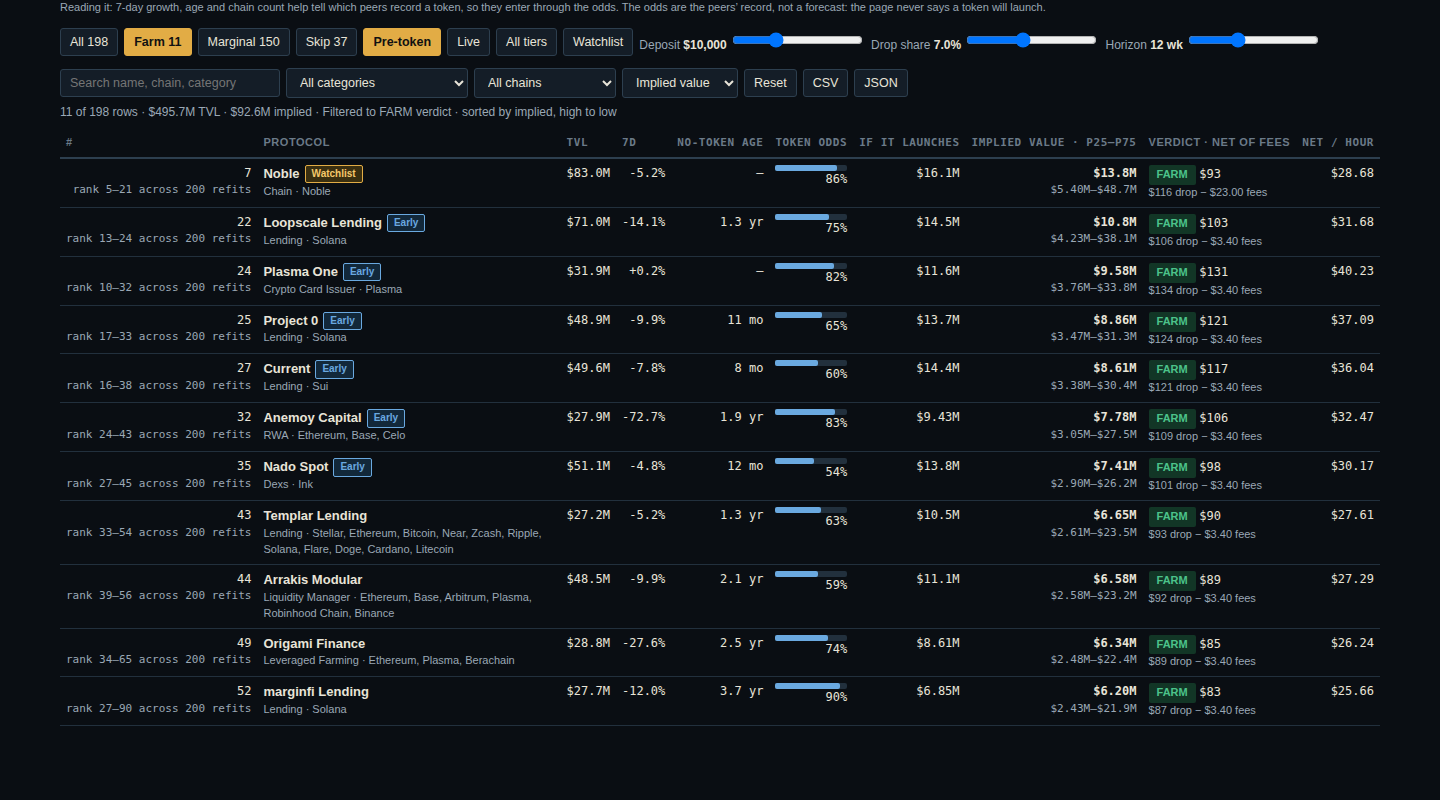 Reading it: 7-day growth, age and chain count help tell which peers record a token, so they enter through the odds. The odds are the peers' record, not a forecast: the page never says a token will launch.
All 198 Farm 11 Marginal 150 Skip 37 Pre-token Live All tiers Watchlist Deposit $10,000 Drop share 7.0% Horizon 12 wk
Search name, chain, category All categories All chains Implied value Reset CSV JSON
11 of 198 rows · $495.7M TVL · $92.6M implied · Filtered to FARM verdict · sorted by implied, high to low
# PROTOCOL TVL 7D NO-TOKEN AGE TOKEN ODDS IF IT LAUNCHES IMPLIED VALUE · P25–P75 VERDICT · NET OF FEES NET / HOUR
7 Noble Watchlist $83.0M -5.2% — 86% $16.1M $13.8M FARM $93 $28.68
rank 5–21 across 200 refits Chain · Noble $5.40M–$48.7M $116 drop − $23.00 fees
22 Loopscale Lending Early $71.0M -14.1% 1.3 yr 75% $14.5M $10.8M FARM $103 $31.68
rank 13–24 across 200 refits Lending · Solana $4.23M–$38.1M $106 drop − $3.40 fees
24 Plasma One Early $31.9M +0.2% — 82% $11.6M $9.58M FARM $131 $40.23
rank 10–32 across 200 refits Crypto Card Issuer · Plasma $3.76M–$33.8M $134 drop − $3.40 fees
25 Project 0 Early $48.9M -9.9% 11 mo 65% $13.7M $8.86M FARM $121 $37.09
rank 17–33 across 200 refits Lending · Solana $3.47M–$31.3M $124 drop − $3.40 fees
27 Current Early $49.6M -7.8% 8 mo 60% $14.4M $8.61M FARM $117 $36.04
rank 16–38 across 200 refits Lending · Sui $3.38M–$30.4M $121 drop − $3.40 fees
32 Anemoy Capital Early $27.9M -72.7% 1.9 yr 83% $9.43M $7.78M FARM $106 $32.47
rank 24–43 across 200 refits RWA · Ethereum, Base, Celo $3.05M–$27.5M $109 drop − $3.40 fees
35 Nado Spot Early $51.1M -4.8% 12 mo 54% $13.8M $7.41M FARM $98 $30.17
rank 27–45 across 200 refits Dexs · Ink $2.90M–$26.2M $101 drop − $3.40 fees
43 Templar Lending $27.2M -5.2% 1.3 yr 63% $10.5M $6.65M FARM $90 $27.61
rank 33–54 across 200 refits Lending · Stellar, Ethereum, Bitcoin, Near, Zcash, Ripple, $2.61M–$23.5M $93 drop − $3.40 fees
Solana, Flare, Doge, Cardano, Litecoin
44 Arrakis Modular $48.5M -9.9% 2.1 yr 59% $11.1M $6.58M FARM $89 $27.29
rank 39–56 across 200 refits Liquidity Manager · Ethereum, Base, Arbitrum, Plasma, $2.58M–$23.2M $92 drop − $3.40 fees
Robinhood Chain, Binance
49 Origami Finance $28.8M -27.6% 2.5 yr 74% $8.61M $6.34M FARM $85 $26.24
rank 34–65 across 200 refits Leveraged Farming · Ethereum, Plasma, Berachain $2.48M–$22.4M $89 drop − $3.40 fees
52 marginfi Lending $27.7M -12.0% 3.7 yr 90% $6.85M $6.20M FARM $83 $25.66
rank 27–90 across 200 refits Lending · Solana $2.43M–$21.9M $87 drop − $3.40 fees